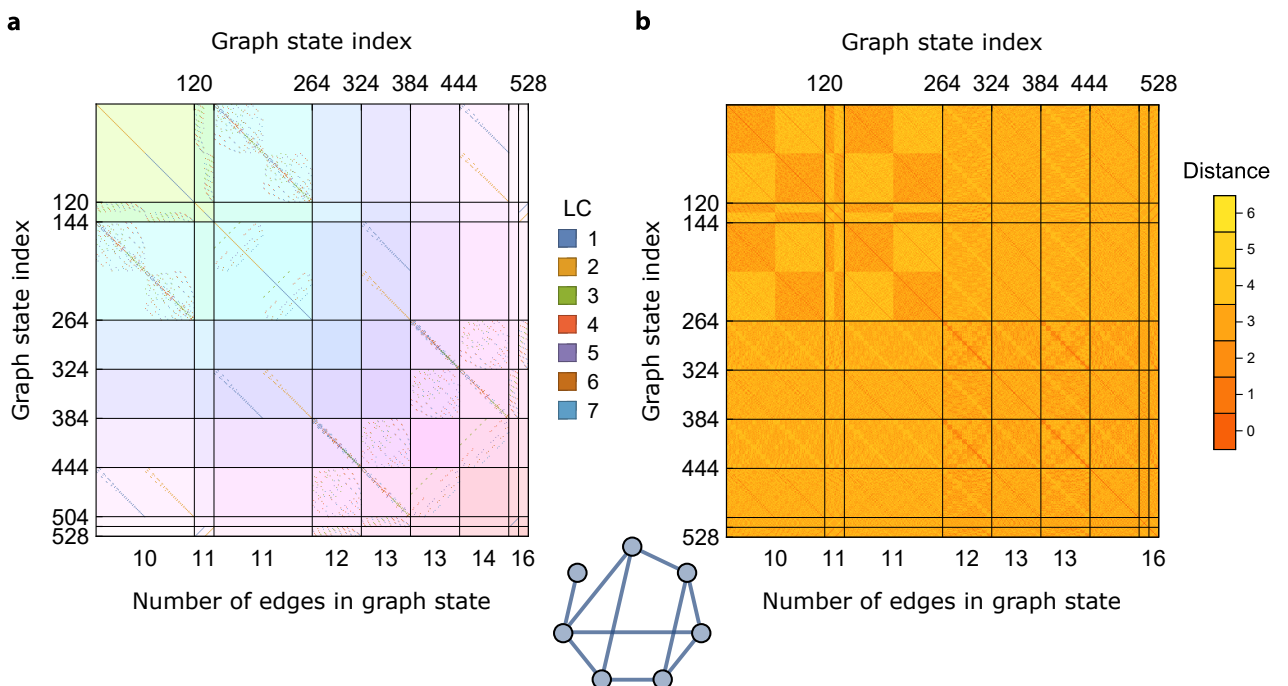 a
Graph state index
120 264 324 384 444 528
Graph state index
120
144
264
324
384
444
504
528
10 11 11 12 13 13 14 16
Number of edges in graph state
LC
1
2
3
4
5
6
7
b
Graph state index
120 264 324 384 444 528
Graph state index
120
144
264
324
384
444
528
10 11 11 12 13 13 16
Number of edges in graph state
Distance
6
5
4
3
2
1
0